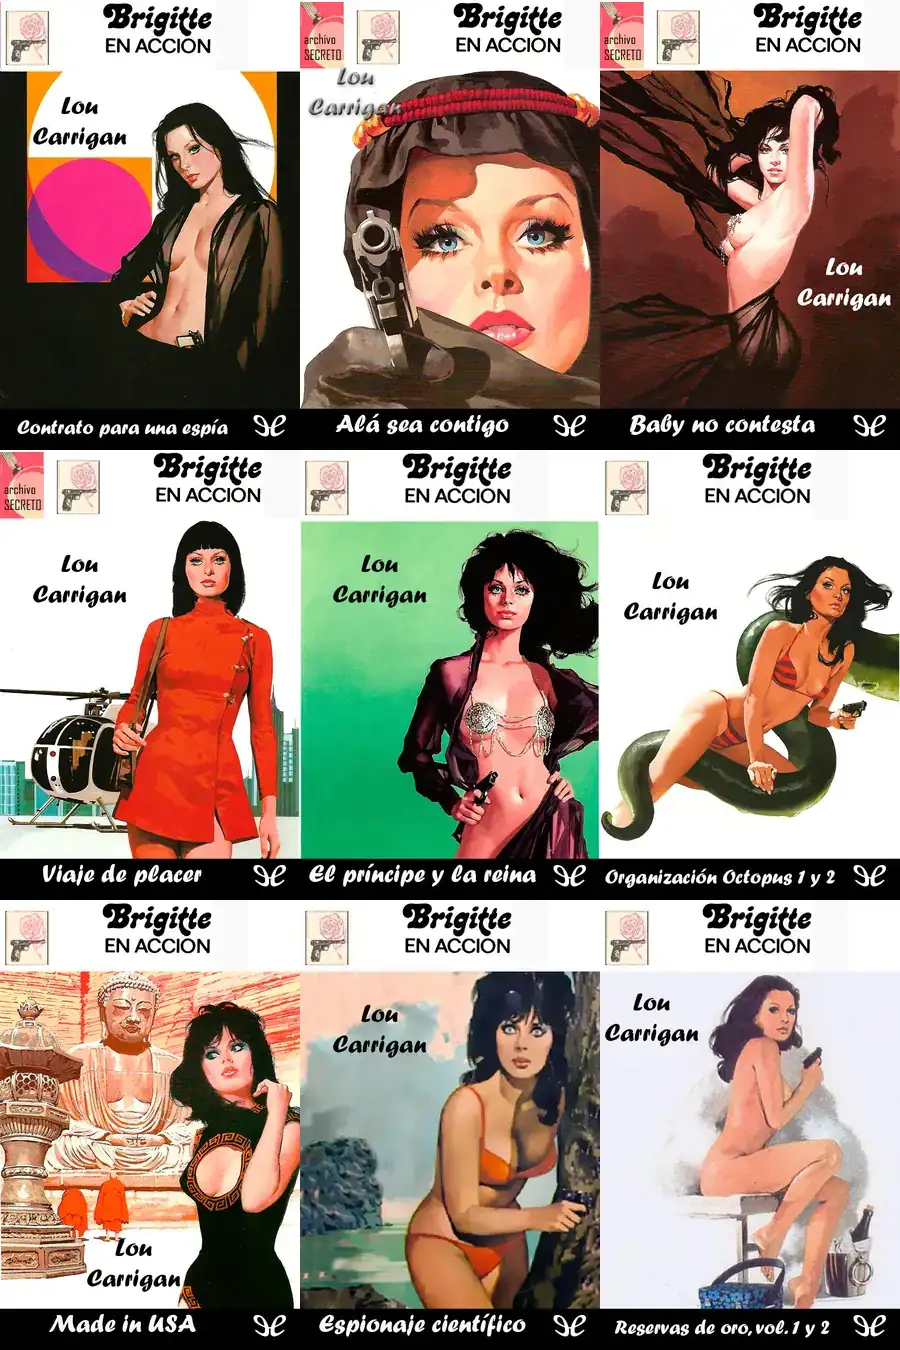 Brigitte
EN ACCION
Lou
Carrigan
Contrato para una espía
archivo
SECRETO
Brigitte
EN ACCION
Lou
Carrigan
Alá sea contigo
archivo
SECRETO
Brigitte
EN ACCION
Lou
Carrigan
Baby no contesta
archivo
SECRETO
Brigitte
EN ACCION
Lou
Carrigan
Viaje de placer
Brigitte
EN ACCION
Lou
Carrigan
El príncipe y la reina
Brigitte
EN ACCION
Lou
Carrigan
Organización Octopus 1 y 2
Brigitte
EN ACCION
Lou
Carrigan
Made in USA
Brigitte
EN ACCION
Lou
Carrigan
Espionaje científico
Brigitte
EN ACCION
Lou
Carrigan
Reservas de oro, vol. 1 y 2